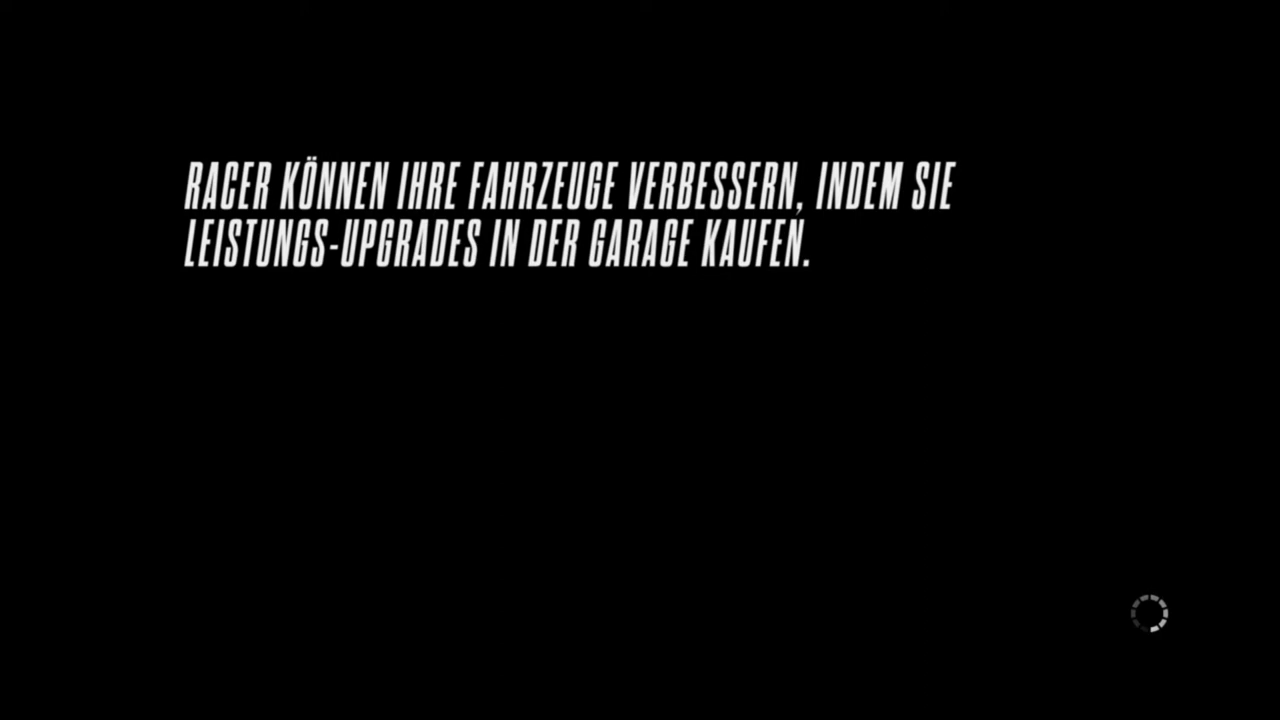 RACER KÖNNEN IHRE FAHRZEUGE VERBESSERN, INDEM SIE
LEISTUNGS-UPGRADES IN DER GARAGE KAUFEN.